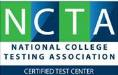 NCTA
NATIONAL COLLEGE
TESTING ASSOCIATION
CERTIFIED TEST CENTER